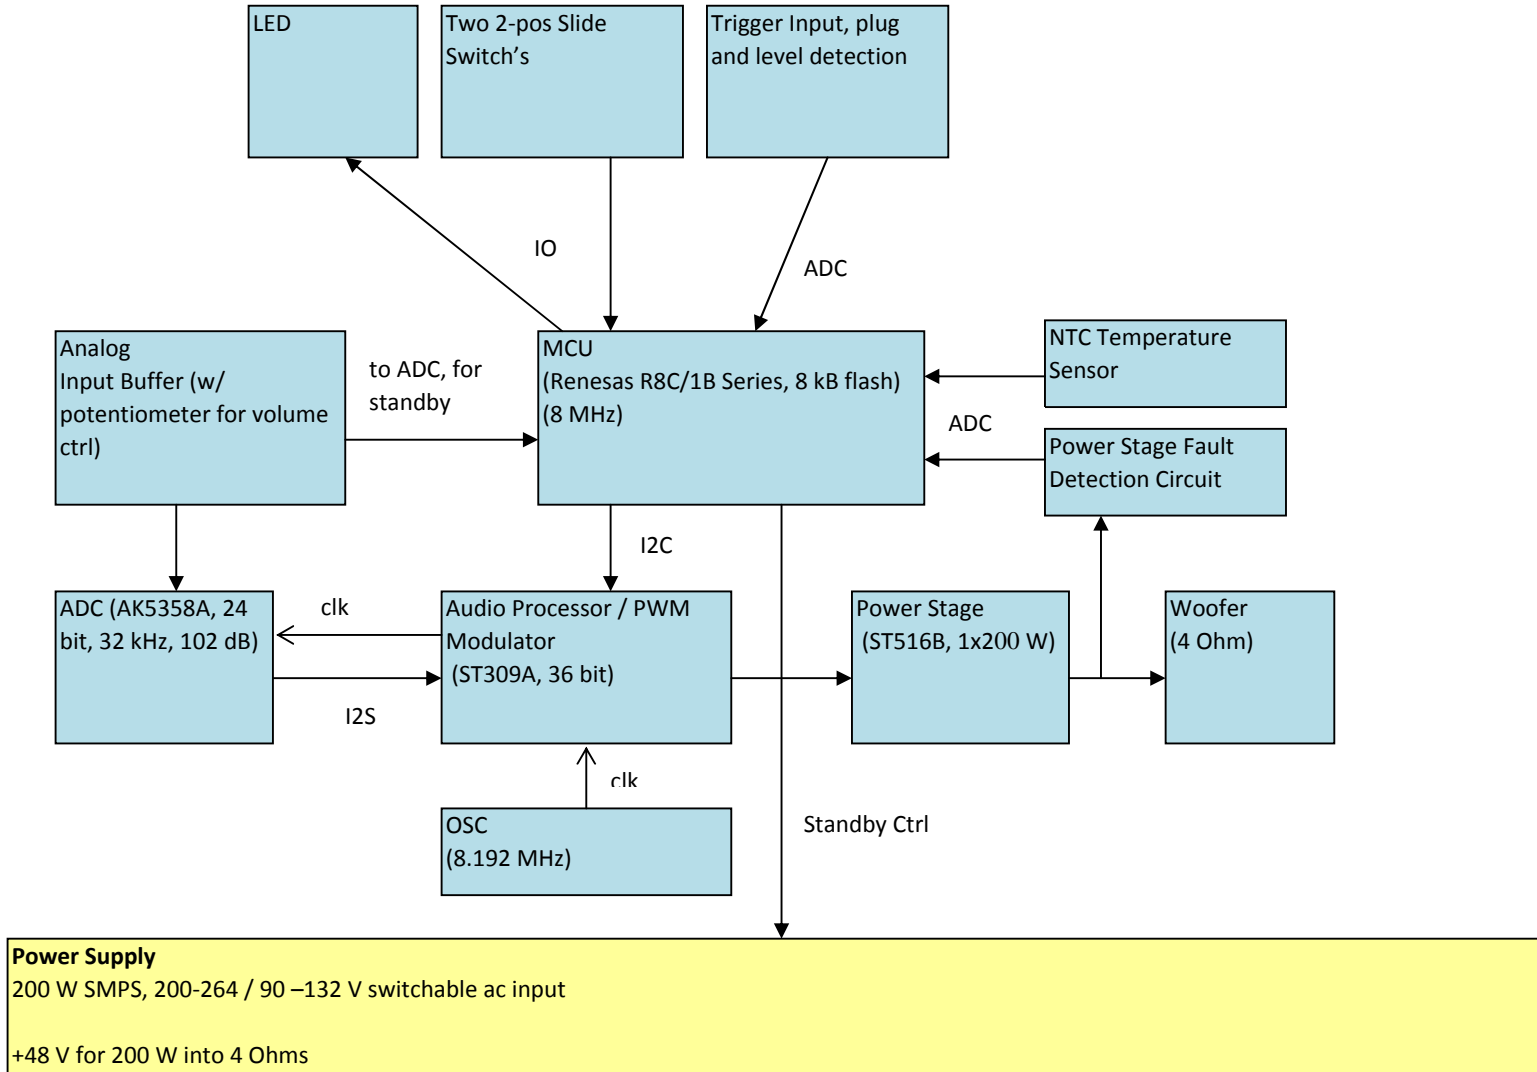 LED
Two 2-pos Slide
Switch’s
Trigger Input, plug
and level detection
IO
ADC
Analog
Input Buffer (w/
potentiometer for volume
ctrl)
to ADC, for
standby
MCU
(Renesas R8C/1B Series, 8 kB flash)
(8 MHz)
NTC Temperature
Sensor
ADC
Power Stage Fault
Detection Circuit
I2C
ADC (AK5358A, 24
bit, 32 kHz, 102 dB)
clk
I2S
Audio Processor / PWM
Modulator
(ST309A, 36 bit)
Power Stage
(ST516B, 1x200 W)
Woofer
(4 Ohm)
clk
OSC
(8.192 MHz)
Standby Ctrl
Power Supply
200 W SMPS, 200-264 / 90 –132 V switchable ac input
+48 V for 200 W into 4 Ohms